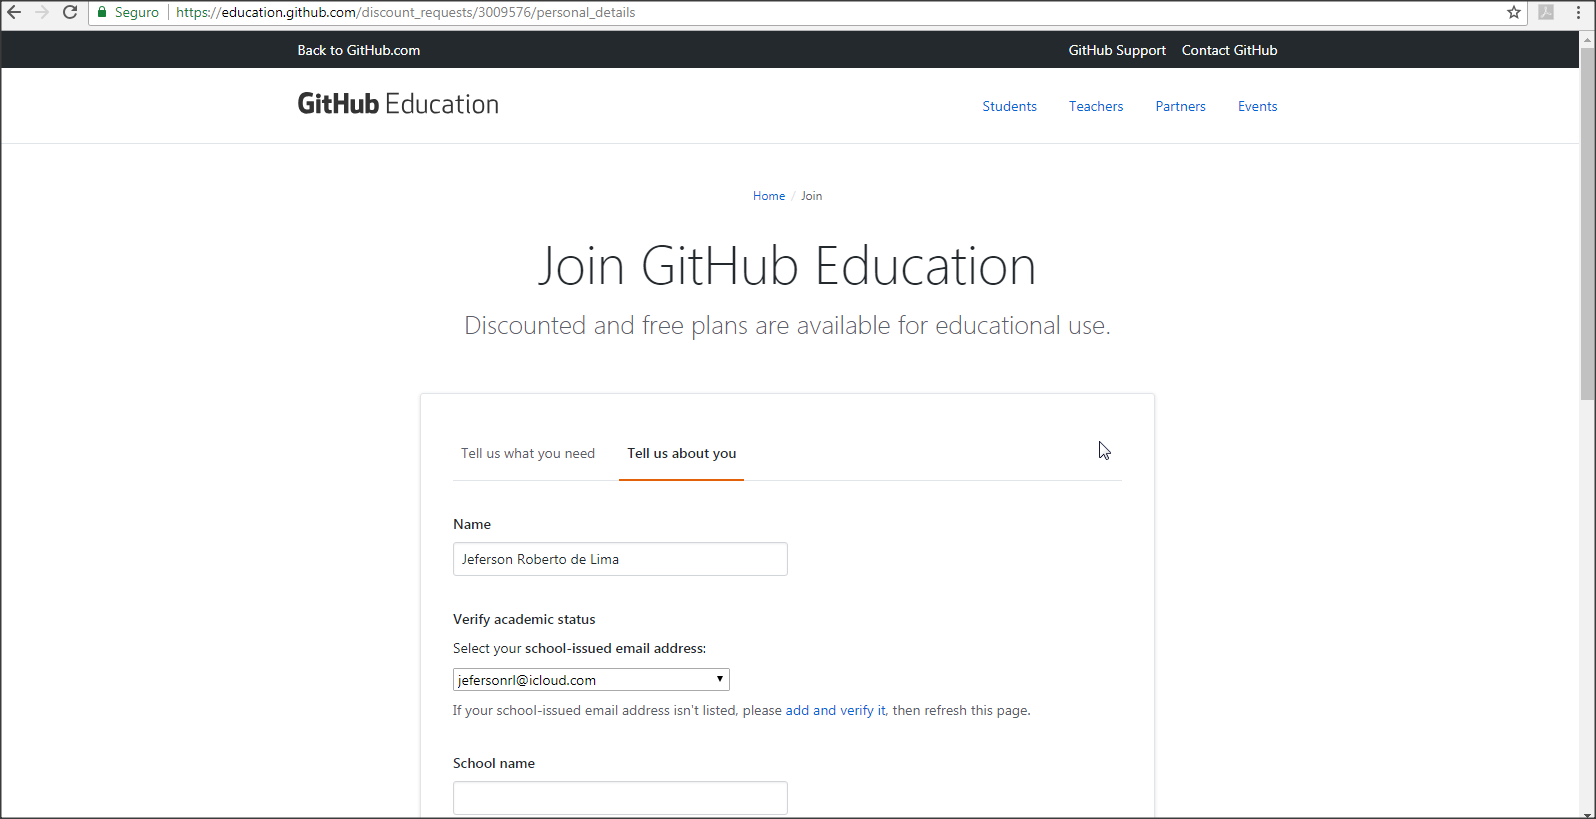 Seguro https://education.github.com/discount_requests/3009576/personal_details
Back to GitHub.com GitHub Support Contact GitHub
GitHub Education Students Teachers Partners Events
Home / Join
Join GitHub Education
Discounted and free plans are available for educational use.
Tell us what you need Tell us about you
Name
Jeferson Roberto de Lima
Verify academic status
Select your school-issued email address:
jefersonrl@icloud.com
If your school-issued email address isn't listed, please add and verify it, then refresh this page.
School name